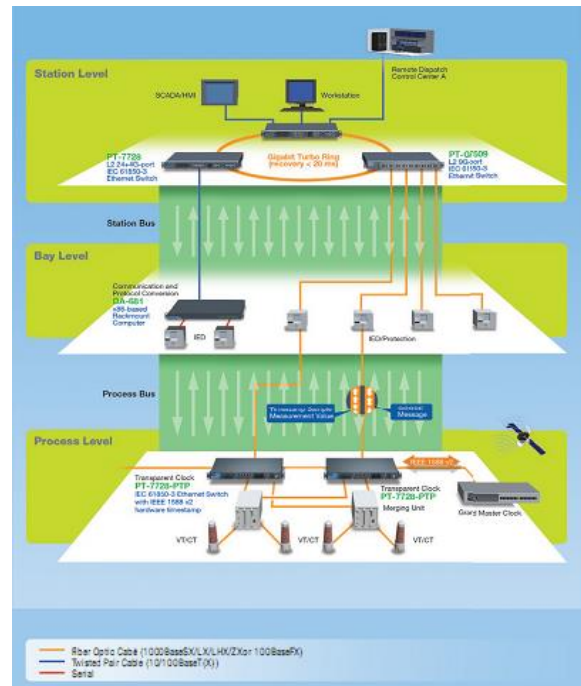 Station Level
Remote Dispatch
Control Center A
SCADA/HMI
Workstation
PT-7728
L2 24+4G-port
IEC 61850-3
Ethernet Switch
Gigabit Turbo Ring
(recovery < 20 ms)
PT-G7509
L2 9G-port
IEC 61850-3
Ethernet Switch
Station Bus
Bay Level
Communication and
Protocol Conversion
DA-681
x86-based
Rackmount
Computer
IED
IED/Protection
Process Bus
Timestamp Sample
Measurement Value
Message
Process Level
IEEE 1588 v2
Transparent Clock
PT-7728-PTP
IEC 61850-3 Ethernet Switch
with IEEE 1588 v2
hardware timestamp
Transparent Clock
PT-7728-PTP
Merging Unit
Grand Master Clock
VT/CT
VT/CT
VT/CT
VT/CT
Fiber Optic Cable (1000BaseSX/LX/LHX/ZX or 100BaseFX)
Twisted Pair Cable (10/100BaseT(X))
Serial